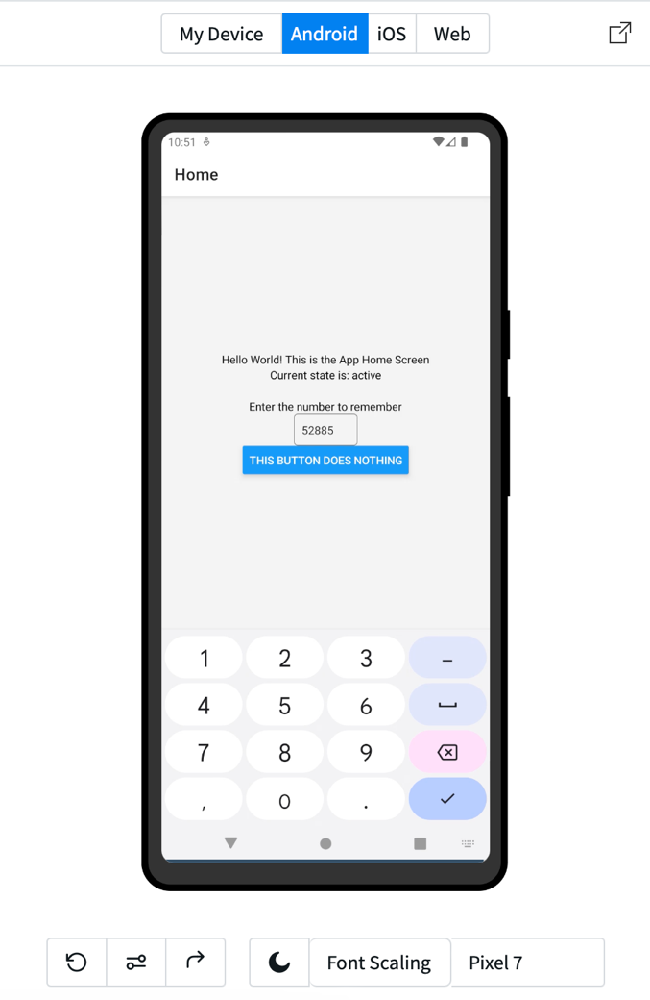 My Device Android iOS Web
10:51
Home
Hello World! This is the App Home Screen
Current state is: active
Enter the number to remember
52885
THIS BUTTON DOES NOTHING
1 2 3 –
4 5 6
7 8 9
, 0 .
Font Scaling Pixel 7